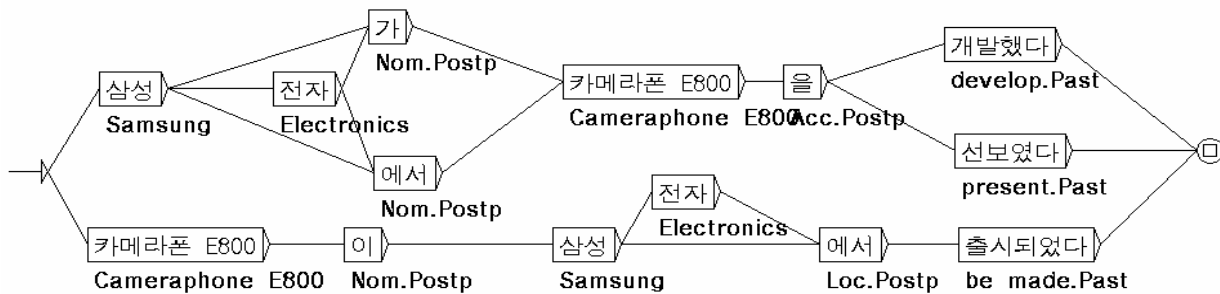 가
Nom.Postp
삼성
Samsung
전자
Electronics
에서
Nom.Postp
카메라폰 E800
Cameraphone E800
을
Acc.Postp
개발했다
develop.Past
선보였다
present.Past
카메라폰 E800
Cameraphone E800
이
Nom.Postp
삼성
Samsung
전자
Electronics
에서
Loc.Postp
출시되었다
be made.Past